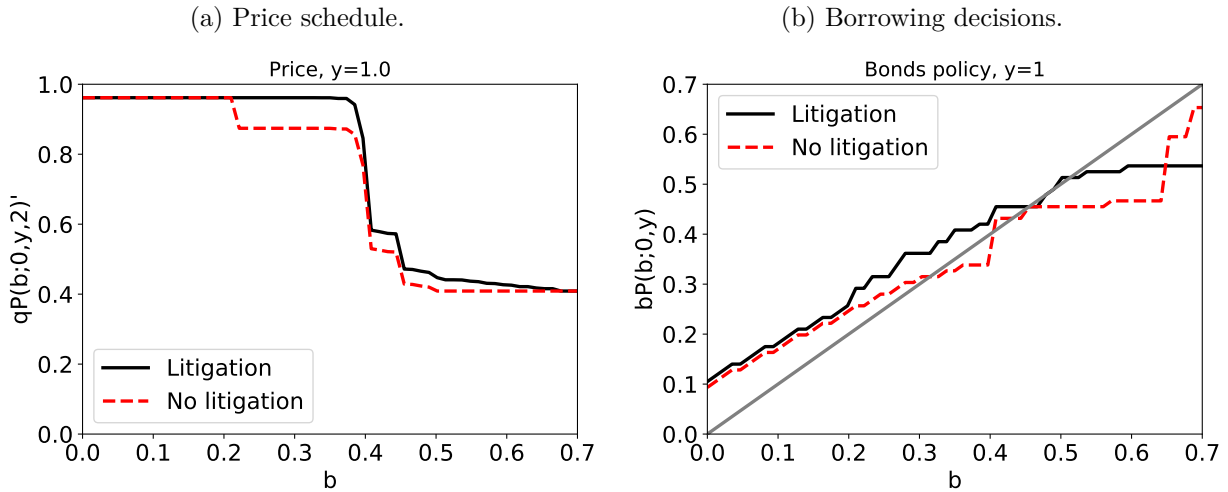 (a) Price schedule.
Price, y=1.0
qP(b;0,y,2)'
1.0
0.8
0.6
0.4
0.2
0.0
Litigation
No litigation
0.0 0.1 0.2 0.3 0.4 0.5 0.6 0.7
b
(b) Borrowing decisions.
Bonds policy, y=1
bP(b;0,y)
0.7
0.6
0.5
0.4
0.3
0.2
0.1
0.0
Litigation
No litigation
0.0 0.1 0.2 0.3 0.4 0.5 0.6 0.7
b